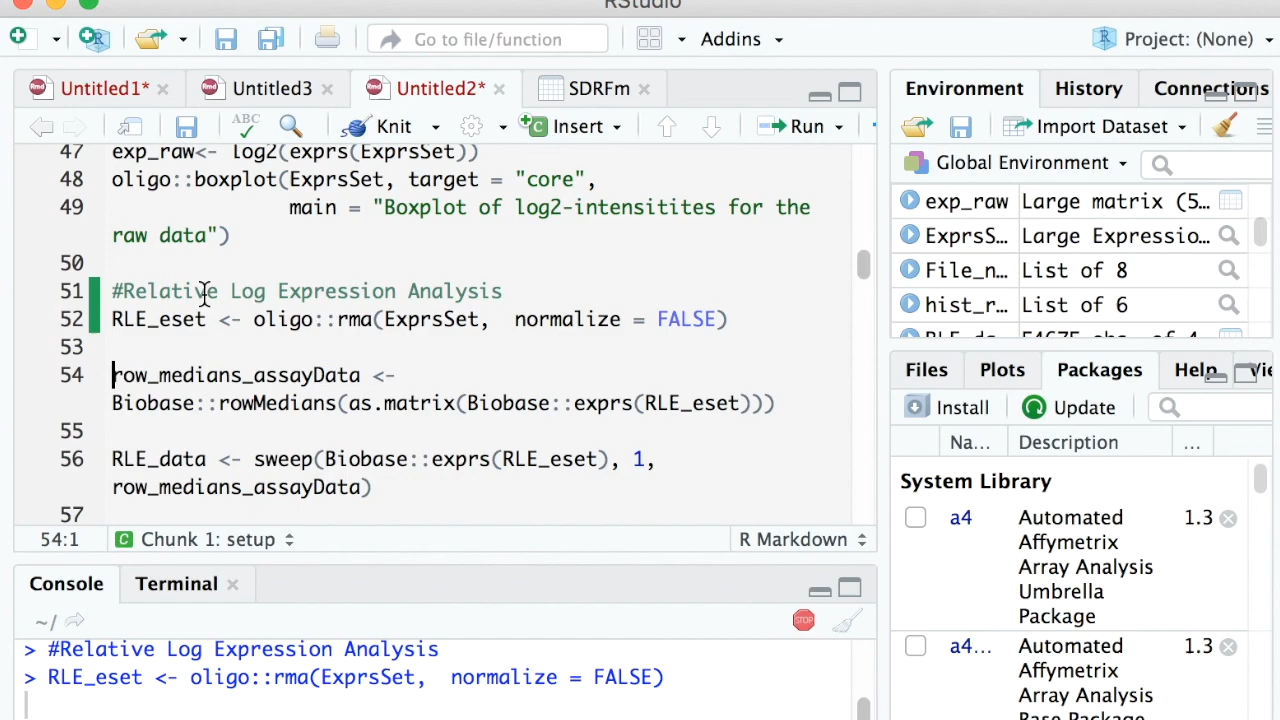 RStudio
Go to file/function
Addins
Project: (None)
Untitled1*
Untitled3
Untitled2*
SDRFm
ABC
Knit
Insert
Run
47 exp_raw<- log2(exprs(ExprsSet))
48 oligo::boxplot(ExprsSet, target = "core",
49 main = "Boxplot of log2-intensitites for the
raw data")
50
51 #Relative Log Expression Analysis
52 RLE_eset <- oligo::rma(ExprsSet, normalize = FALSE)
53
54 row_medians_assayData <-
Biobase::rowMedians(as.matrix(Biobase::exprs(RLE_eset)))
55
56 RLE_data <- sweep(Biobase::exprs(RLE_eset), 1,
row_medians_assayData)
57
54:1 Chunk 1: setup R Markdown
Console Terminal
~/
STOP
> #Relative Log Expression Analysis
> RLE_eset <- oligo::rma(ExprsSet, normalize = FALSE)
Environment History Connections
Import Dataset
Global Environment
exp_raw Large matrix (5…
ExprsS… Large Expressio…
File_n… List of 8
hist_r… List of 6
Files Plots Packages Help
Install Update
Na… Description …
System Library
a4 Automated 1.3
Affymetrix
Array Analysis
Umbrella
Package
a4… Automated 1.3
Affymetrix
Array Analysis
Base Package